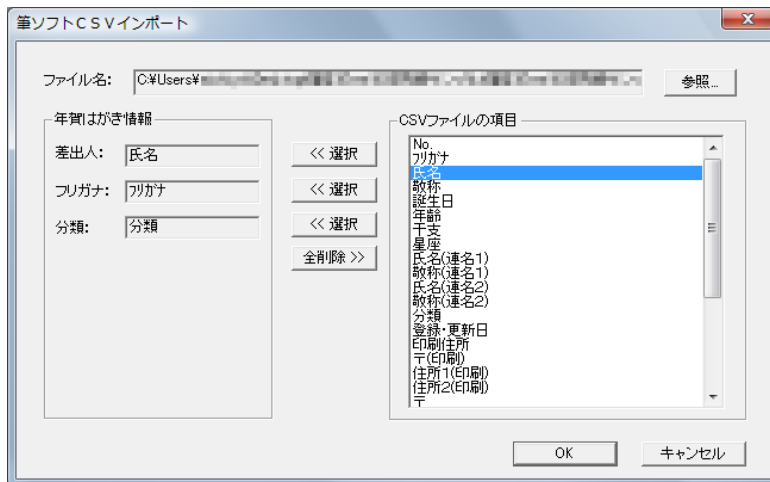 筆ソフトCSVインポート
ファイル名: C:¥Users¥ 参照...
年賀はがき情報
差出人: 氏名 << 選択
フリガナ: フリガナ << 選択
分類: 分類 << 選択
全削除 >>
CSVファイルの項目
No.
フリガナ
氏名
敬称
誕生日
年齢
干支
星座
氏名(連名1)
敬称(連名1)
氏名(連名2)
敬称(連名2)
分類
登録・更新日
印刷住所
〒(印刷)
住所1(印刷)
住所2(印刷)
〒
OK キャンセル